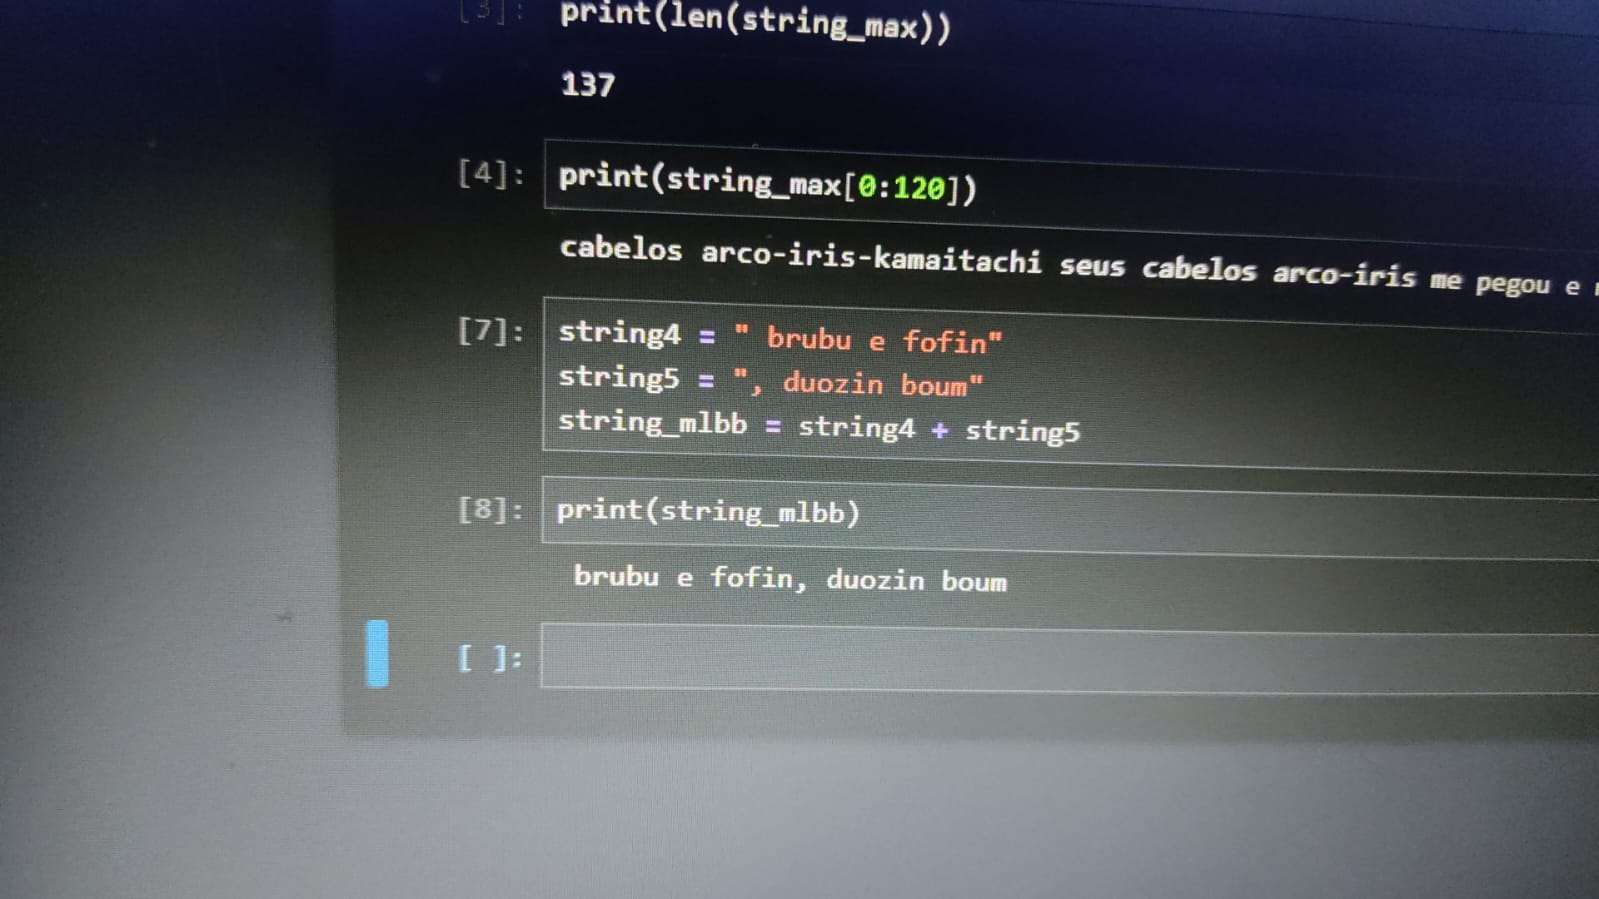 [3]: print(len(string_max))
137
[4]: print(string_max[0:120])
cabelos arco-iris-kamaitachi seus cabelos arco-iris me pegou e
[7]: string4 = " brubu e fofin"
string5 = ", duozin boum"
string_mlbb = string4 + string5
[8]: print(string_mlbb)
brubu e fofin, duozin boum
[ ]: